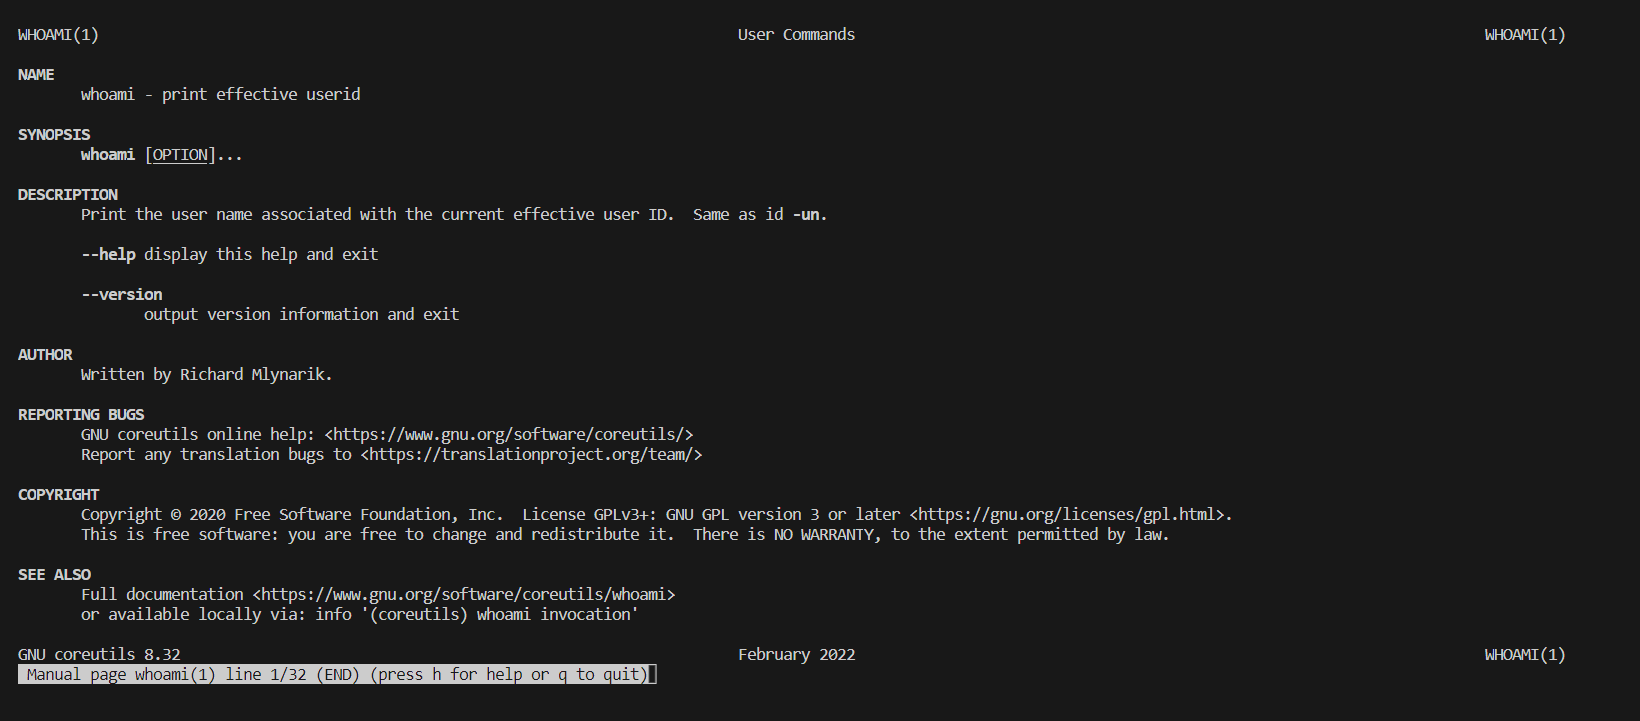 WHOAMI(1) User Commands WHOAMI(1)
NAME
whoami - print effective userid
SYNOPSIS
whoami [OPTION]...
DESCRIPTION
Print the user name associated with the current effective user ID.  Same as id -un.
--help display this help and exit
--version
output version information and exit
AUTHOR
Written by Richard Mlynarik.
REPORTING BUGS
GNU coreutils online help: <https://www.gnu.org/software/coreutils/>
Report any translation bugs to <https://translationproject.org/team/>
COPYRIGHT
Copyright © 2020 Free Software Foundation, Inc.  License GPLv3+: GNU GPL version 3 or later <https://gnu.org/licenses/gpl.html>.
This is free software: you are free to change and redistribute it.  There is NO WARRANTY, to the extent permitted by law.
SEE ALSO
Full documentation <https://www.gnu.org/software/coreutils/whoami>
or available locally via: info '(coreutils) whoami invocation'
GNU coreutils 8.32 February 2022 WHOAMI(1)
Manual page whoami(1) line 1/32 (END) (press h for help or q to quit)